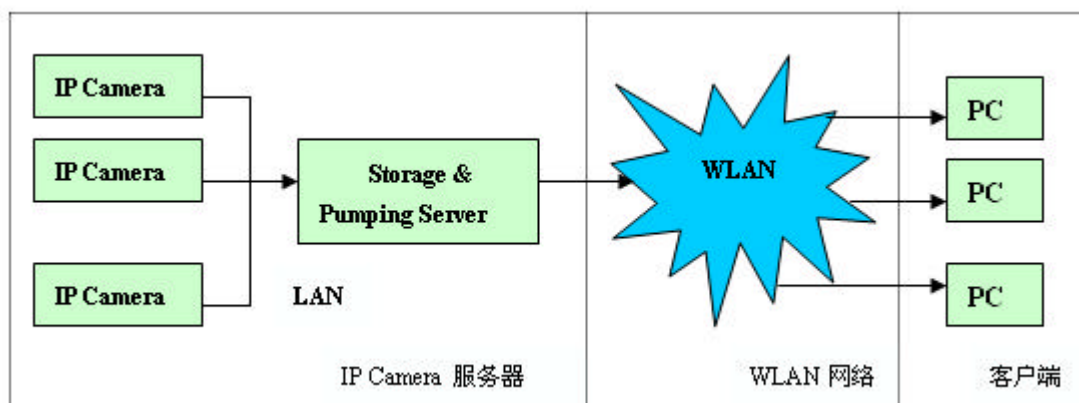 IP Camera
IP Camera
IP Camera
Storage &
Pumping Server
LAN
IP Camera 服务器
WLAN
WLAN 网络
PC
PC
PC
客户端